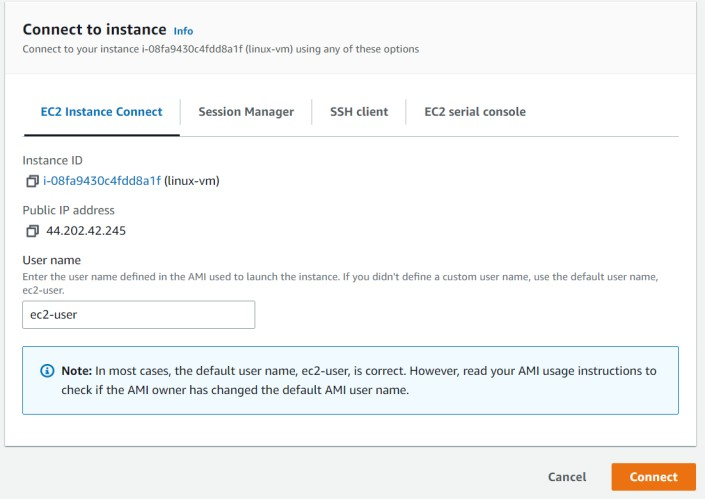 Connect to instance Info
Connect to your instance i-08fa9430c4fdd8a1f (linux-vm) using any of these options
EC2 Instance Connect Session Manager SSH client EC2 serial console
Instance ID
i-08fa9430c4fdd8a1f (linux-vm)
Public IP address
44.202.42.245
User name
Enter the user name defined in the AMI used to launch the instance. If you didn't define a custom user name, use the default user name,
ec2-user.
ec2-user
Note: In most cases, the default user name, ec2-user, is correct. However, read your AMI usage instructions to
check if the AMI owner has changed the default AMI user name.
Cancel Connect